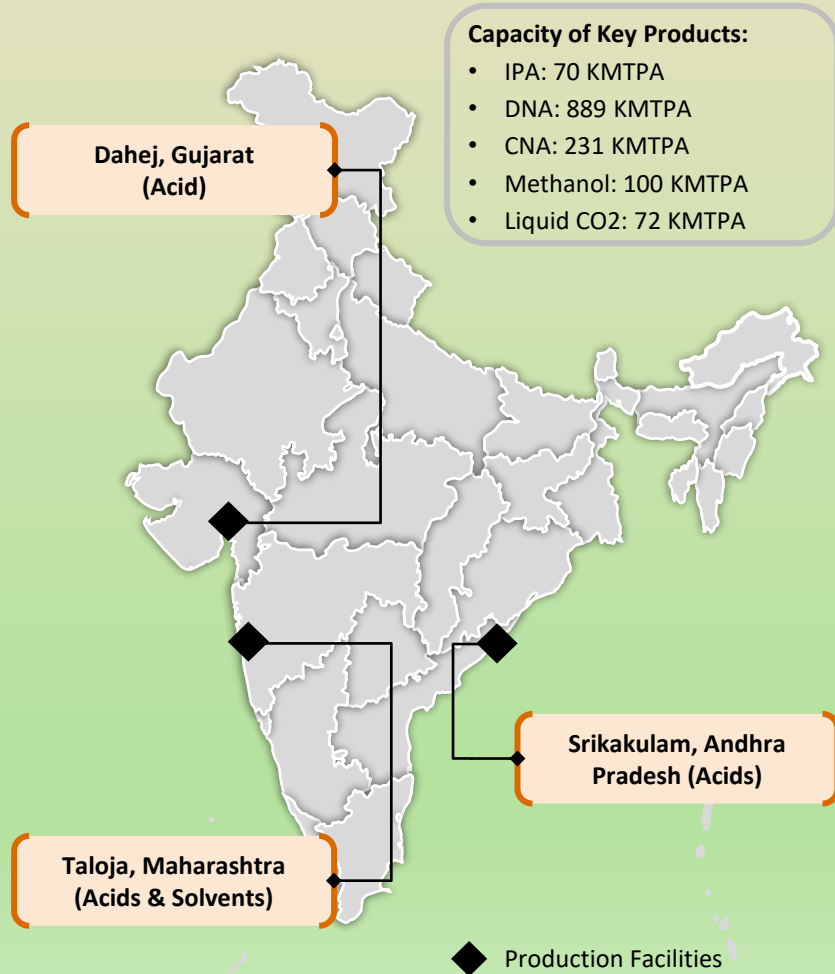 Capacity of Key Products:
• IPA: 70 KMTPA
• DNA: 889 KMTPA
• CNA: 231 KMTPA
• Methanol: 100 KMTPA
• Liquid CO2: 72 KMTPA
Dahej, Gujarat
(Acid)
Srikakulam, Andhra
Pradesh (Acids)
Taloja, Maharashtra
(Acids & Solvents)
Production Facilities